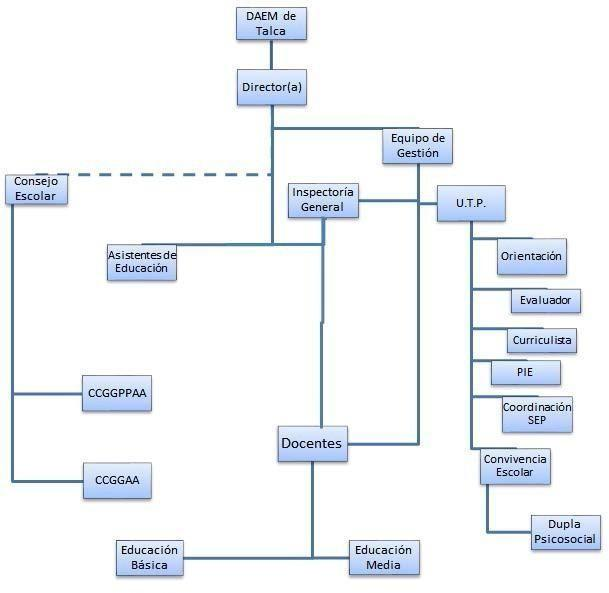 DAEM de
Talca
Director(a)
Equipo de
Gestión
Consejo
Escolar
Inspectoría
General
U.T.P.
Asistentes de
Educación
Orientación
Evaluador
Curriculista
PIE
CCGGPPAA
Coordinación
SEP
Docentes
Convivencia
Escolar
CCGGAA
Dupla
Psicosocial
Educación
Básica
Educación
Media